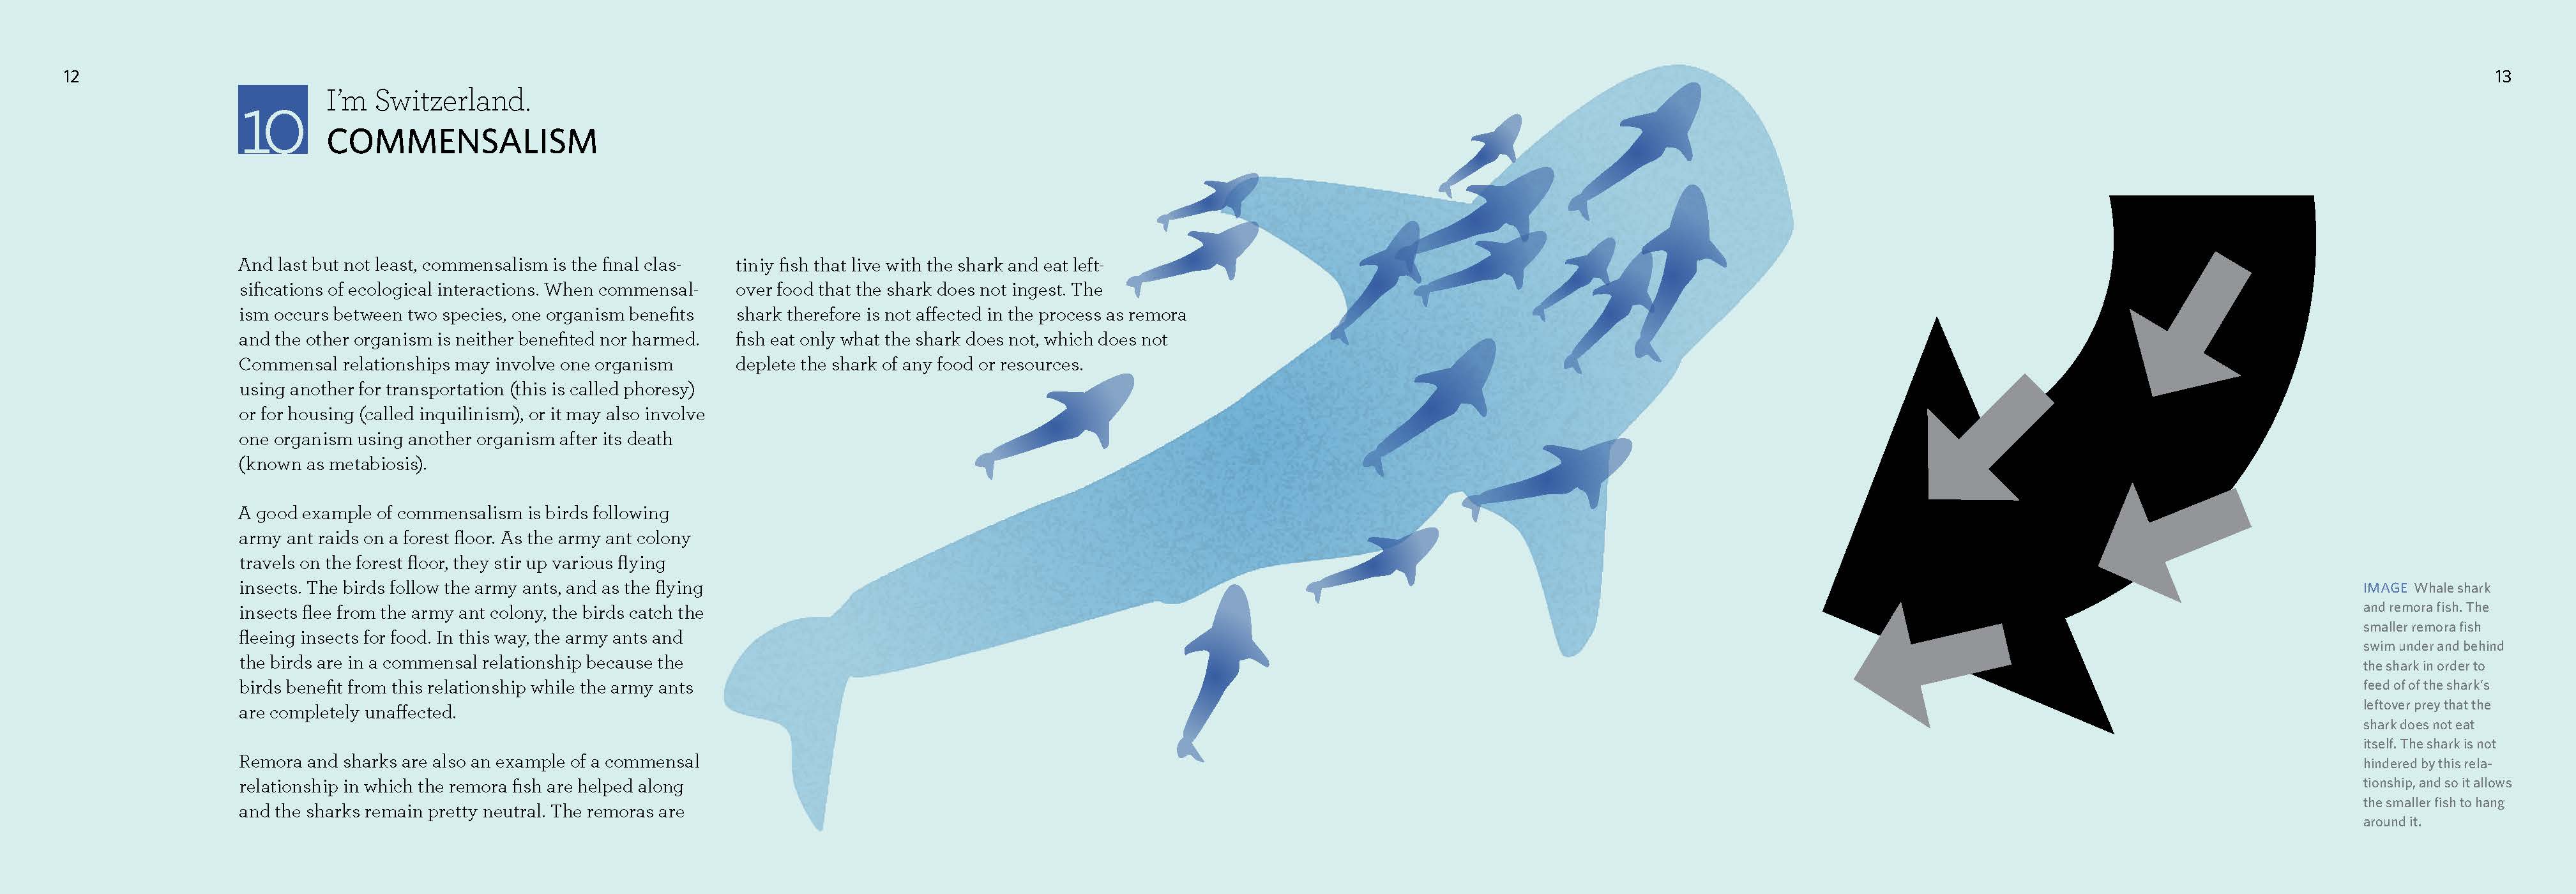 12
10
I'm Switzerland.
COMMENSALISM
And last but not least, commensalism is the final clas-
sifications of ecological interactions. When commensal-
ism occurs between two species, one organism benefits
and the other organism is neither benefited nor harmed.
Commensal relationships may involve one organism
using another for transportation (this is called phoresy)
or for housing (called inquilinism), or it may also involve
one organism using another organism after its death
(known as metabiosis).
A good example of commensalism is birds following
army ant raids on a forest floor. As the army ant colony
travels on the forest floor, they stir up various flying
insects. The birds follow the army ants, and as the flying
insects flee from the army ant colony, the birds catch the
fleeing insects for food. In this way, the army ants and
the birds are in a commensal relationship because the
birds benefit from this relationship while the army ants
are completely unaffected.
Remora and sharks are also an example of a commensal
relationship in which the remora fish are helped along
and the sharks remain pretty neutral. The remoras are
tiniy fish that live with the shark and eat left-
over food that the shark does not ingest. The
shark therefore is not affected in the process as remora
fish eat only what the shark does not, which does not
deplete the shark of any food or resources.
13
IMAGE Whale shark
and remora fish. The
smaller remora fish
swim under and behind
the shark in order to
feed of of the shark's
leftover prey that the
shark does not eat
itself. The shark is not
hindered by this rela-
tionship, and so it allows
the smaller fish to hang
around it.